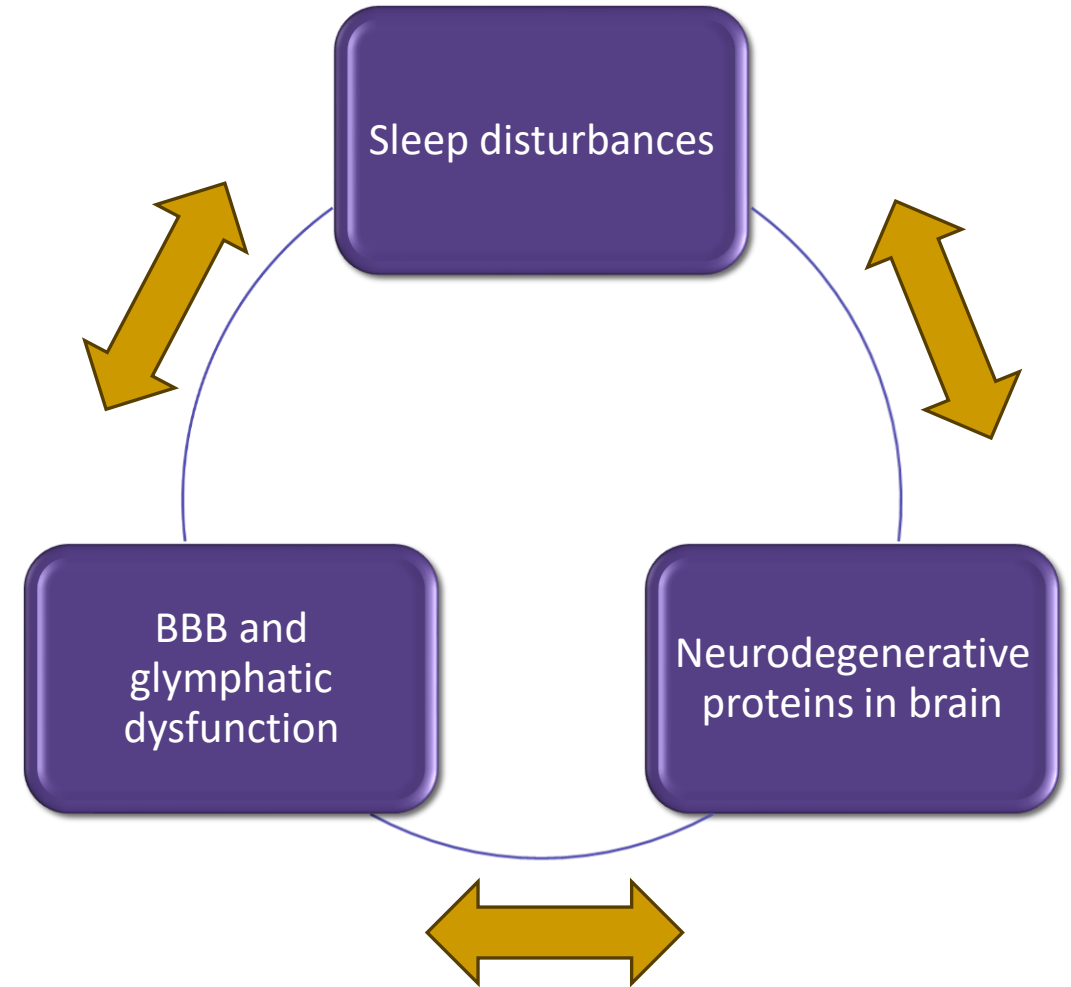 Sleep disturbances
BBB and
glymphatic
dysfunction
Neurodegenerative
proteins in brain